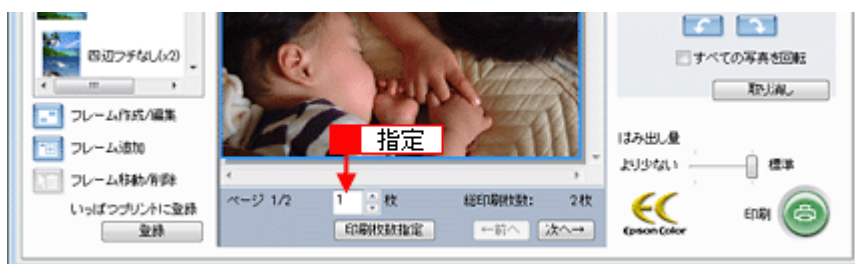 四辺フチなし(x2)
フレーム作成/編集
フレーム追加
フレーム移動/削除
いっぱつプリントに登録
登録
指定
ページ 1/2
1
枚
総印刷枚数:
2枚
印刷枚数指定
←前へ
次へ→
すべての写真を回転
取り消し
はみ出し量
より少ない
標準
Epson Color
印刷